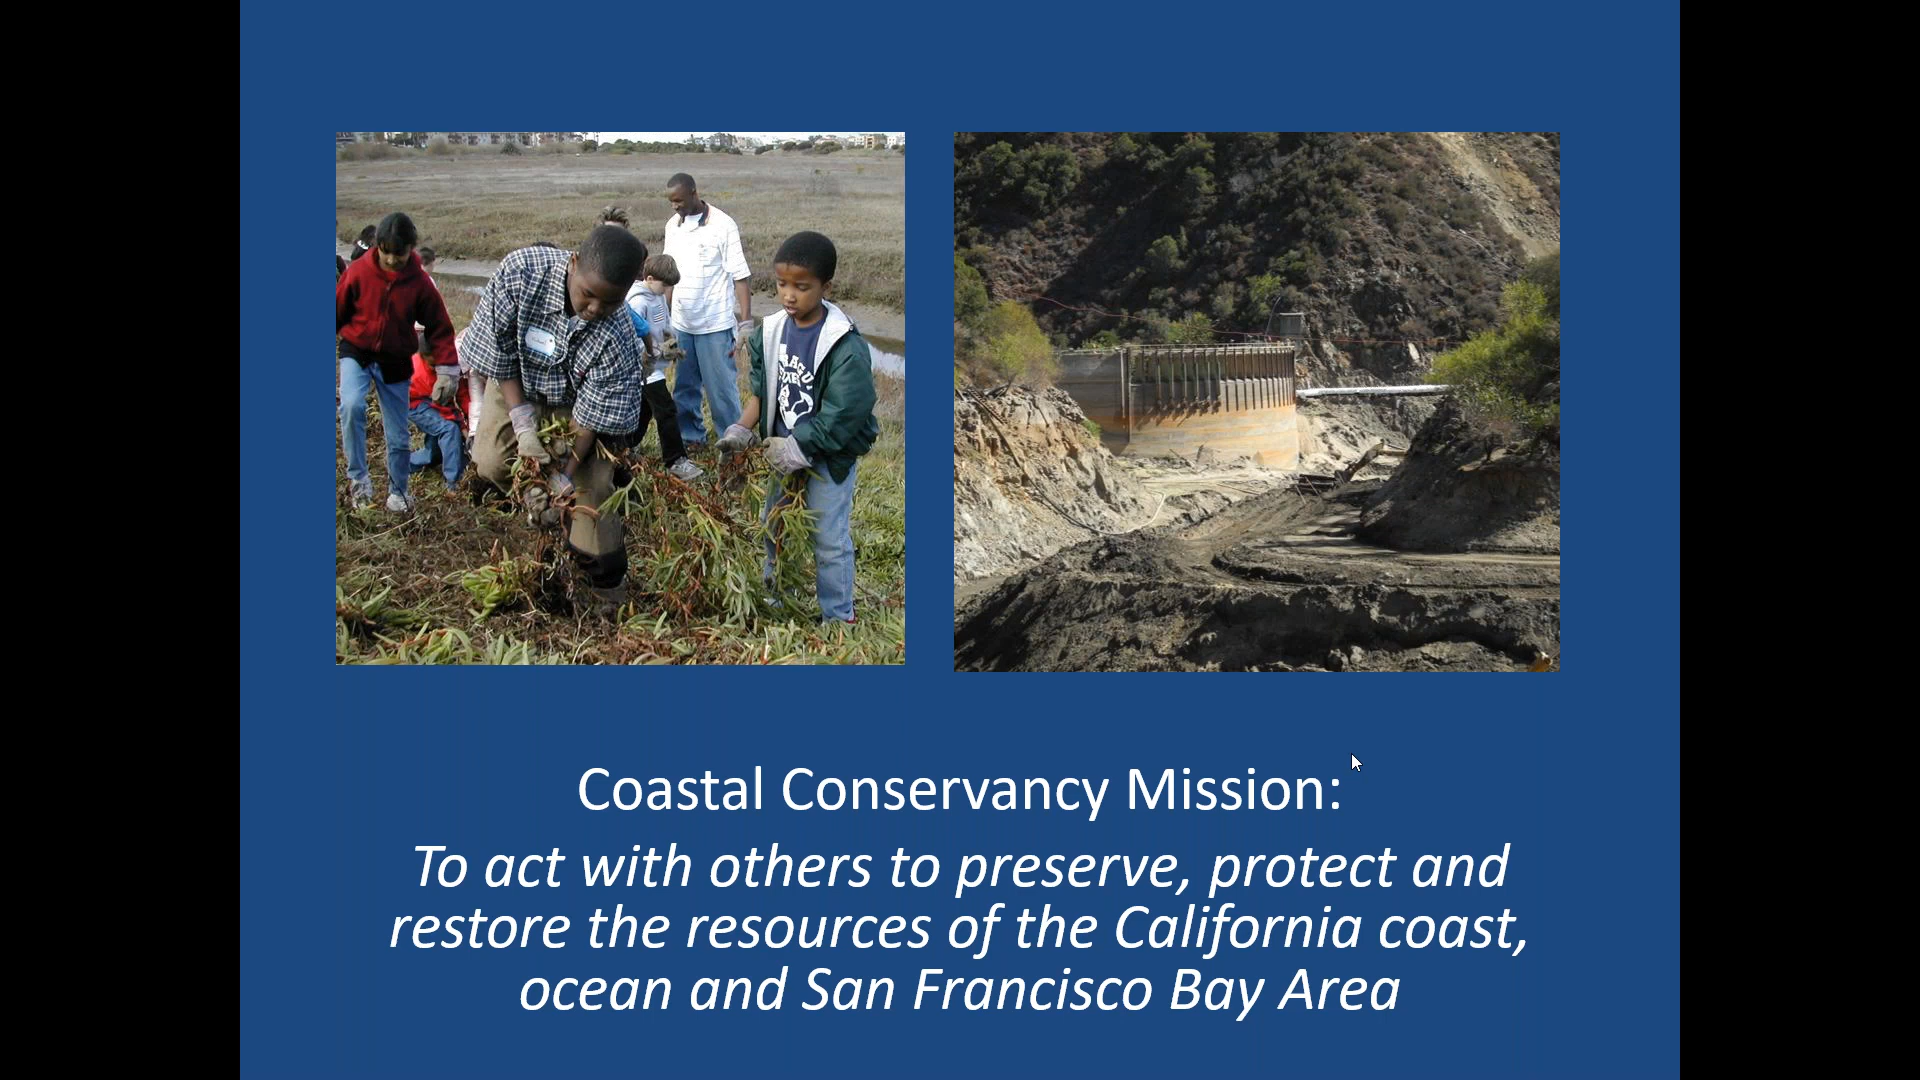 Coastal Conservancy Mission:
To act with others to preserve, protect and
restore the resources of the California coast,
ocean and San Francisco Bay Area